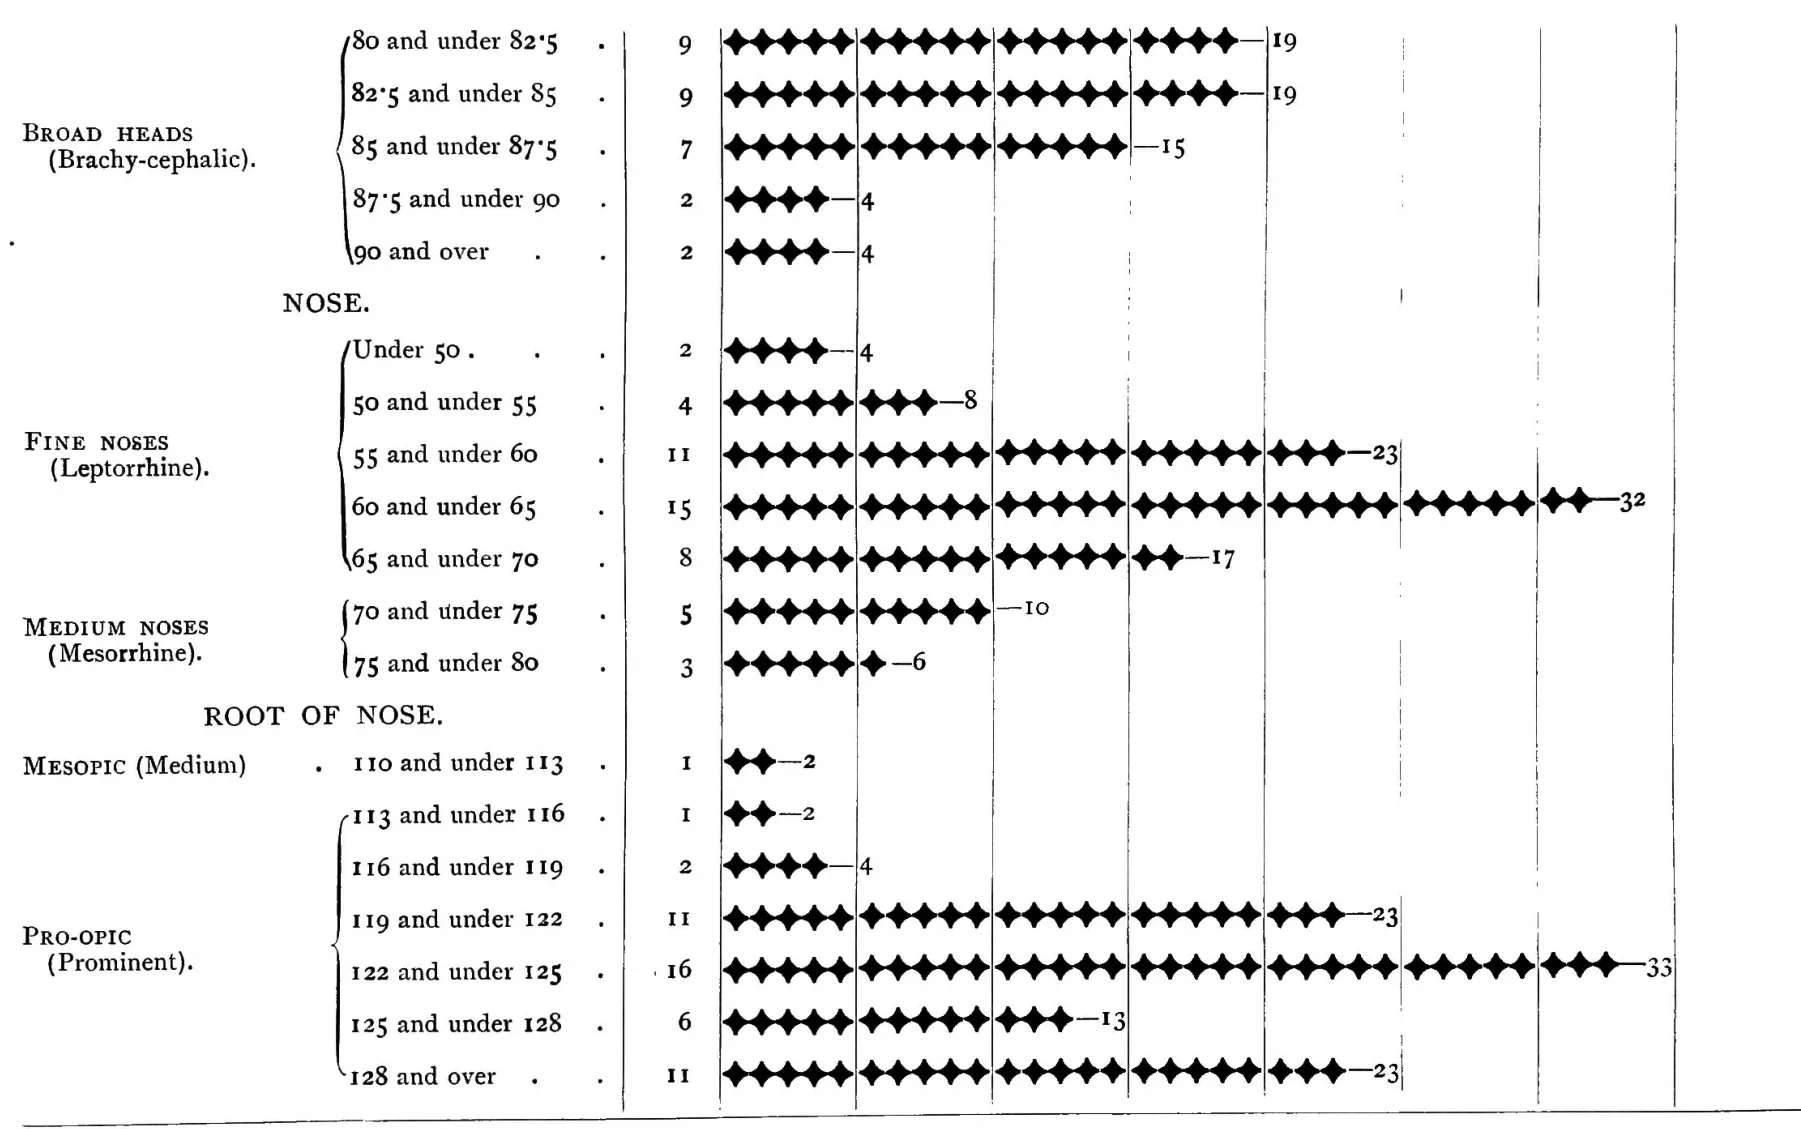 80 and under 82·5 . 9 —19
82·5 and under 85 . 9 —19
BROAD HEADS
(Brachy-cephalic).
85 and under 87·5 . 7 —15
87·5 and under 90 . 2 —4
90 and over . . 2 —4
NOSE.
Under 50 . . . 2 —4
50 and under 55 . 4 —8
FINE NOSES
(Leptorrhine).
55 and under 60 . 11 —23
60 and under 65 . 15 —32
65 and under 70 . 8 —17
MEDIUM NOSES
(Mesorrhine).
70 and under 75 . 5 —10
75 and under 80 . 3 —6
ROOT OF NOSE.
MESOPIC (Medium) . 110 and under 113 . 1 —2
113 and under 116 . 1 —2
116 and under 119 . 2 —4
119 and under 122 . 11 —23
PRO-OPIC
(Prominent).
122 and under 125 . 16 —33
125 and under 128 . 6 —13
128 and over . . 11 —23